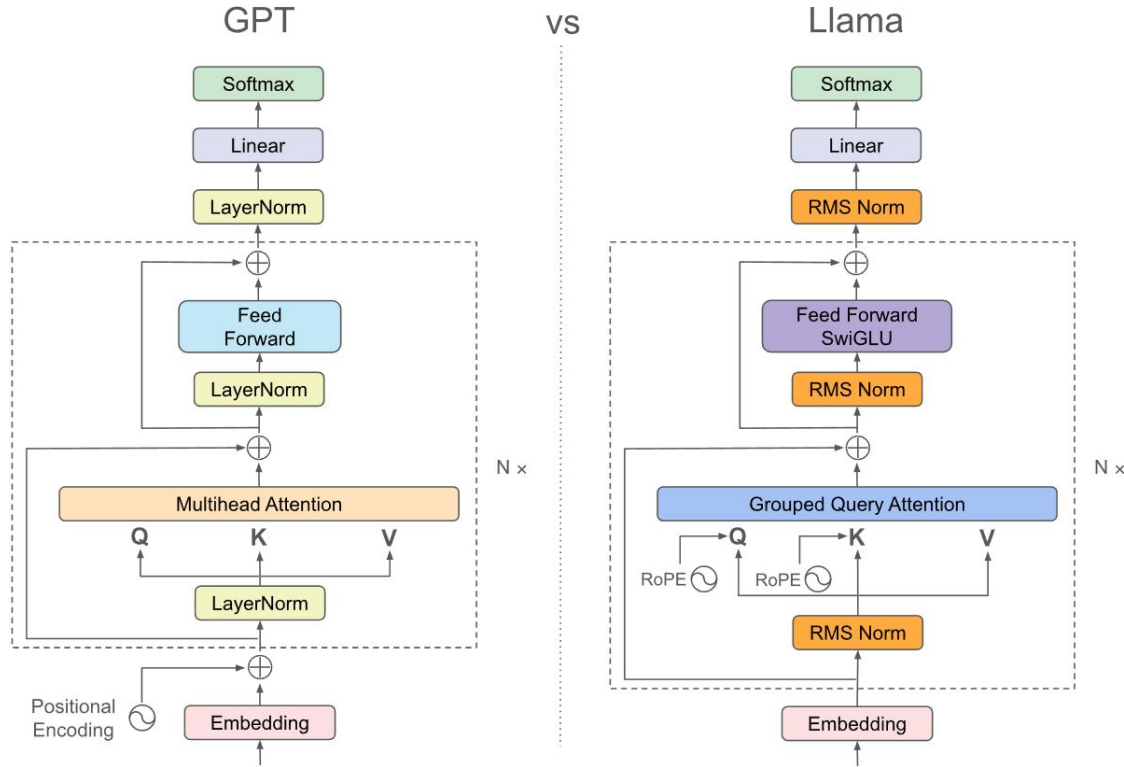 GPT
vs
Llama
Softmax
Linear
LayerNorm
Feed
Forward
LayerNorm
N ×
Multihead Attention
Q K V
LayerNorm
Positional
Encoding
Embedding
Softmax
Linear
RMS Norm
Feed Forward
SwiGLU
RMS Norm
N ×
Grouped Query Attention
Q K V
RoPE RoPE
RMS Norm
Embedding